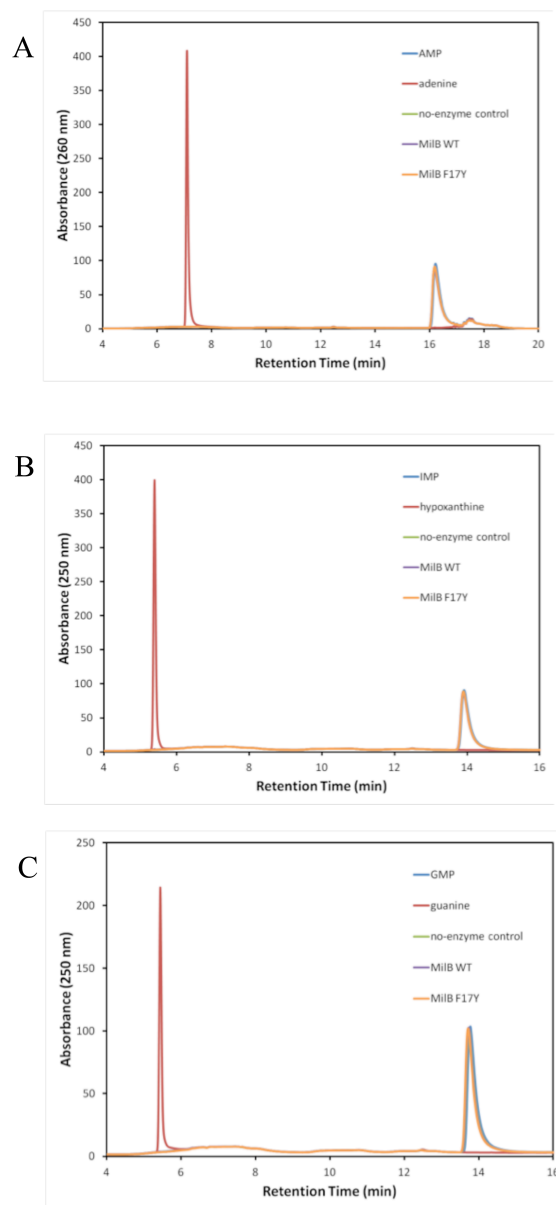 A
450
400
350
300
250
200
150
100
50
0
Absorbance (260 nm)
AMP
adenine
no-enzyme control
MilB WT
MilB F17Y
4 6 8 10 12 14 16 18 20
Retention Time (min)
B
450
400
350
300
250
200
150
100
50
0
Absorbance (250 nm)
IMP
hypoxanthine
no-enzyme control
MilB WT
MilB F17Y
4 6 8 10 12 14 16
Retention Time (min)
C
250
200
150
100
50
0
Absorbance (250 nm)
GMP
guanine
no-enzyme control
MilB WT
MilB F17Y
4 6 8 10 12 14 16
Retention Time (min)